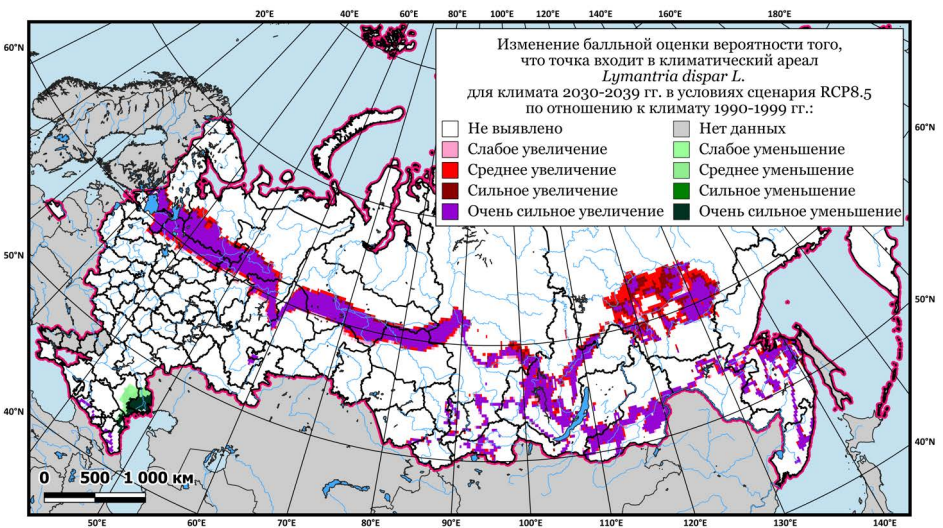 20°E 40°E 60°E 80°E 100°E 120°E 140°E 160°E 180°E
60°N
50°N
40°N
60°N
50°N
40°N
Изменение балльной оценки вероятности того,
что точка входит в климатический ареал
Lymantria dispar L.
для климата 2030-2039 гг. в условиях сценария RCP8.5
по отношению к климату 1990-1999 гг.:
Не выявлено
Слабое увеличение
Среднее увеличение
Сильное увеличение
Очень сильное увеличение
Нет данных
Слабое уменьшение
Среднее уменьшение
Сильное уменьшение
Очень сильное уменьшение
0 500 1 000 км
50°E 60°E 70°E 80°E 90°E 100°E 110°E 120°E 130°E 140°E